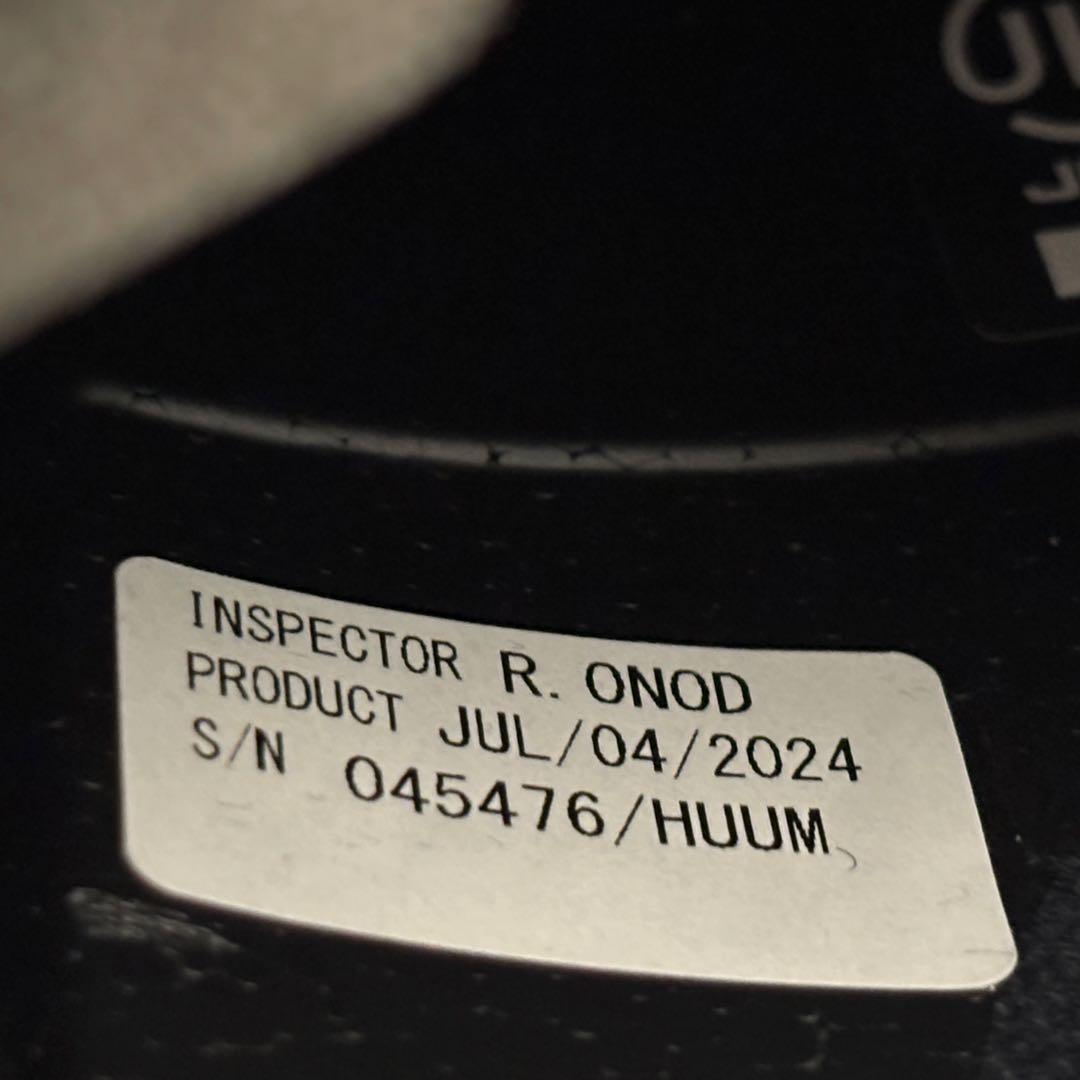 INSPECTOR R. ONOD
PRODUCT JUL/04/2024
S/N 045476/HUUM